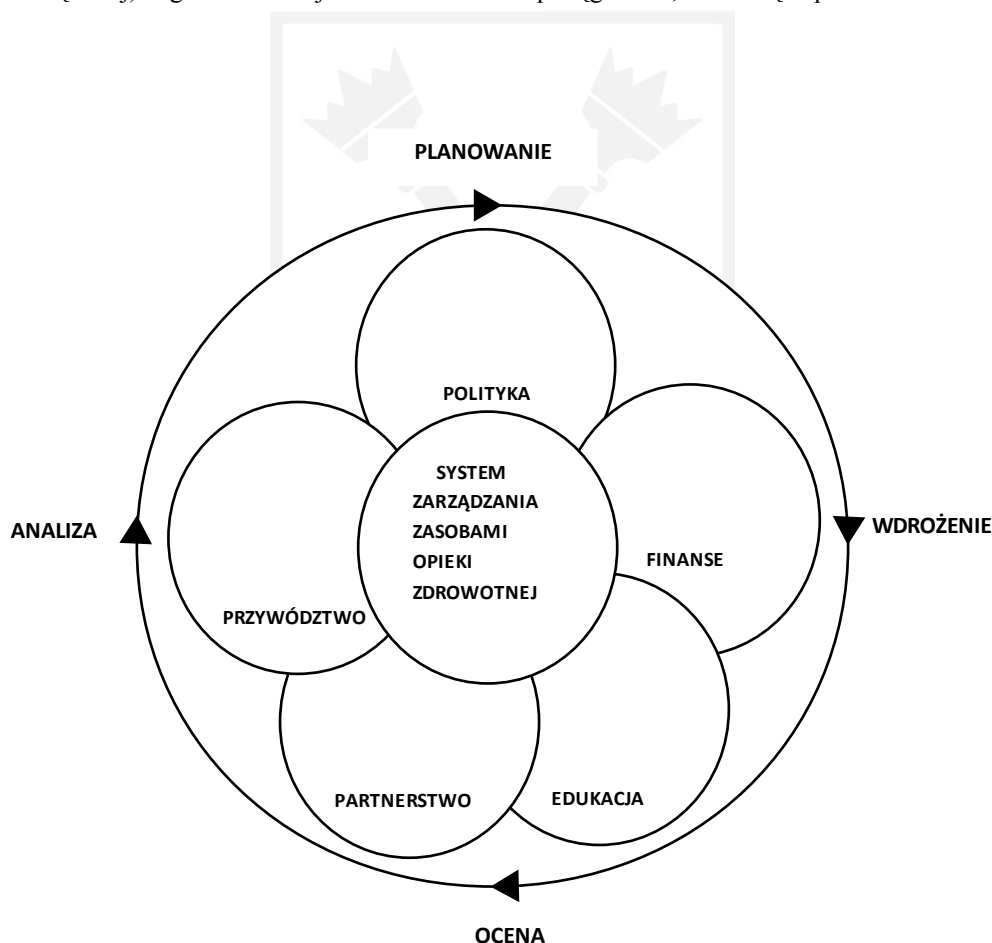 PLANOWANIE
POLITYKA
SYSTEM
ZARZĄDZANIA
ZASOBAMI
OPIEKI
ZDROWOTNEJ
ANALIZA
WDROŻENIE
FINANSE
PRZYWÓDZTWO
PARTNERSTWO
EDUKACJA
OCENA